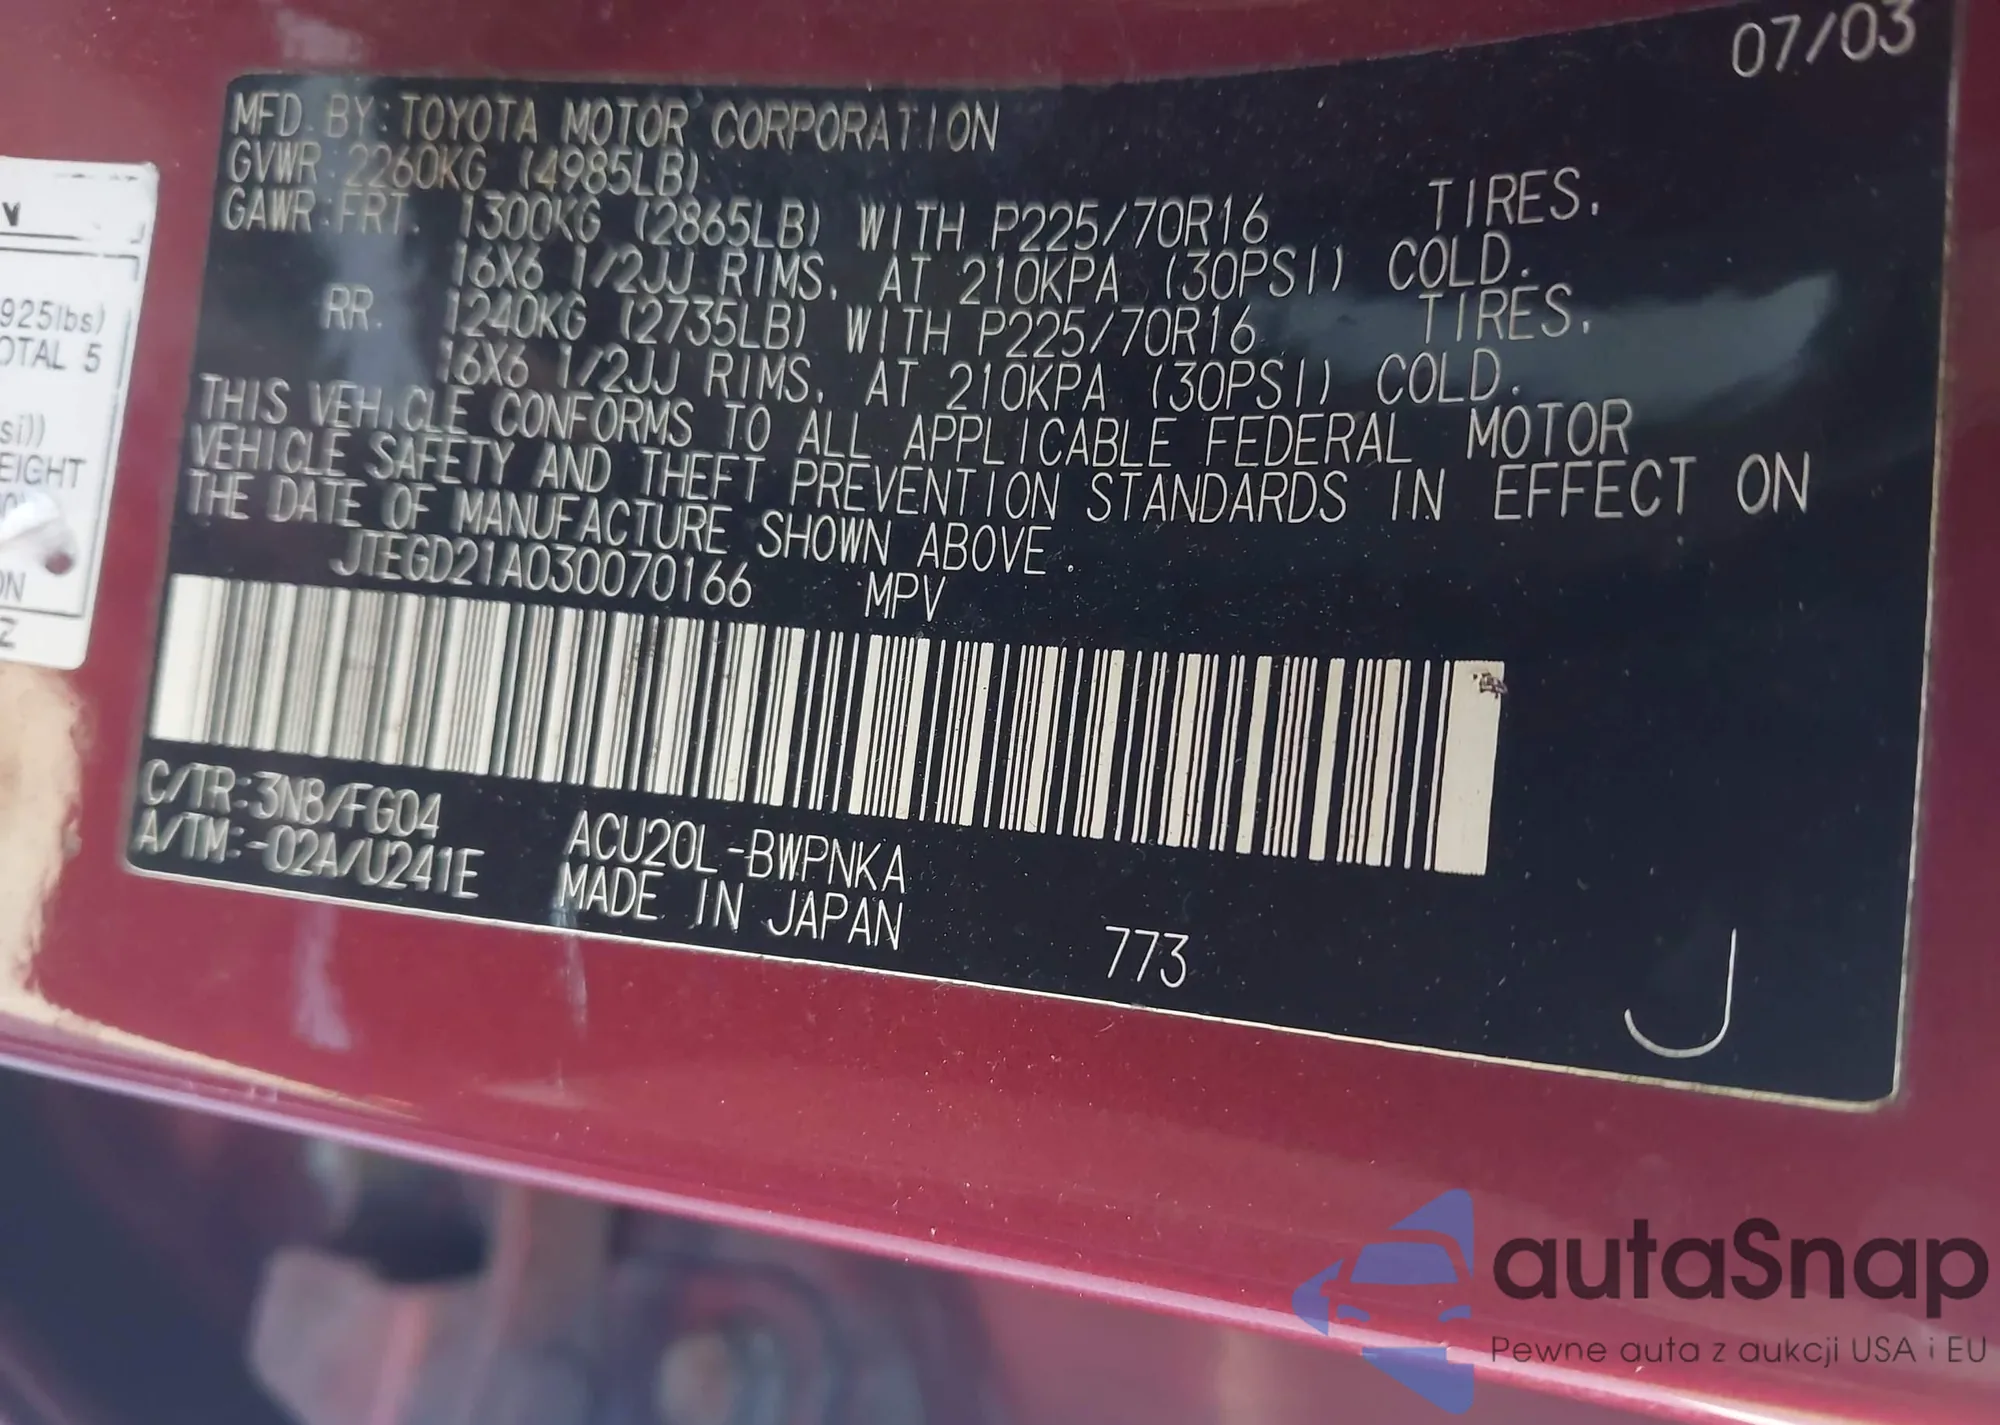 07/03
MFD. BY: TOYOTA MOTOR CORPORATION
GVWR 2260KG (4985LB)
GAWR FRT. 1300KG (2865LB) WITH P225/70R16 TIRES.
16X6 1/2JJ RIMS, AT 210KPA (30PSI) COLD.
RR. 1240KG (2735LB) WITH P225/70R16 TIRES.
16X6 1/2JJ RIMS, AT 210KPA (30PSI) COLD.
THIS VEHICLE CONFORMS TO ALL APPLICABLE FEDERAL MOTOR
VEHICLE SAFETY AND THEFT PREVENTION STANDARDS IN EFFECT ON
THE DATE OF MANUFACTURE SHOWN ABOVE.
JTEGD21A030070166 MPV
C/TR: 3N8/FG04
A/TM: -02A/U241E
ACU20L-BWPNKA
MADE IN JAPAN
773
J
925lbs)
OTAL 5
si))
EIGHT
ON
Z
autaSnap
Pewne auta z aukcji USA i EU